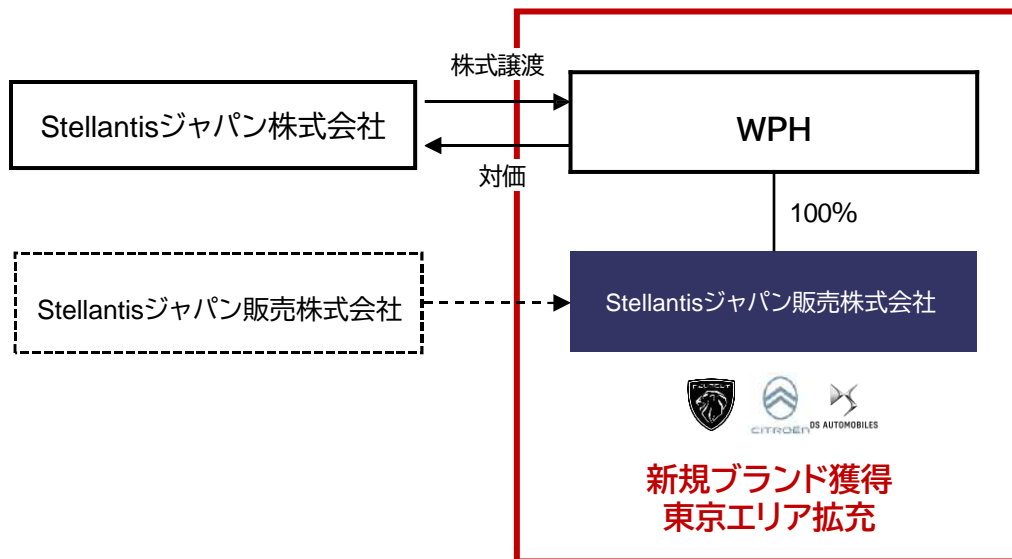 株式譲渡
Stellantisジャパン株式会社
WPH
対価
100%
Stellantisジャパン販売株式会社
Stellantisジャパン販売株式会社
PEUGEOT
CITROËN
DS AUTOMOBILES
新規ブランド獲得
東京エリア拡充